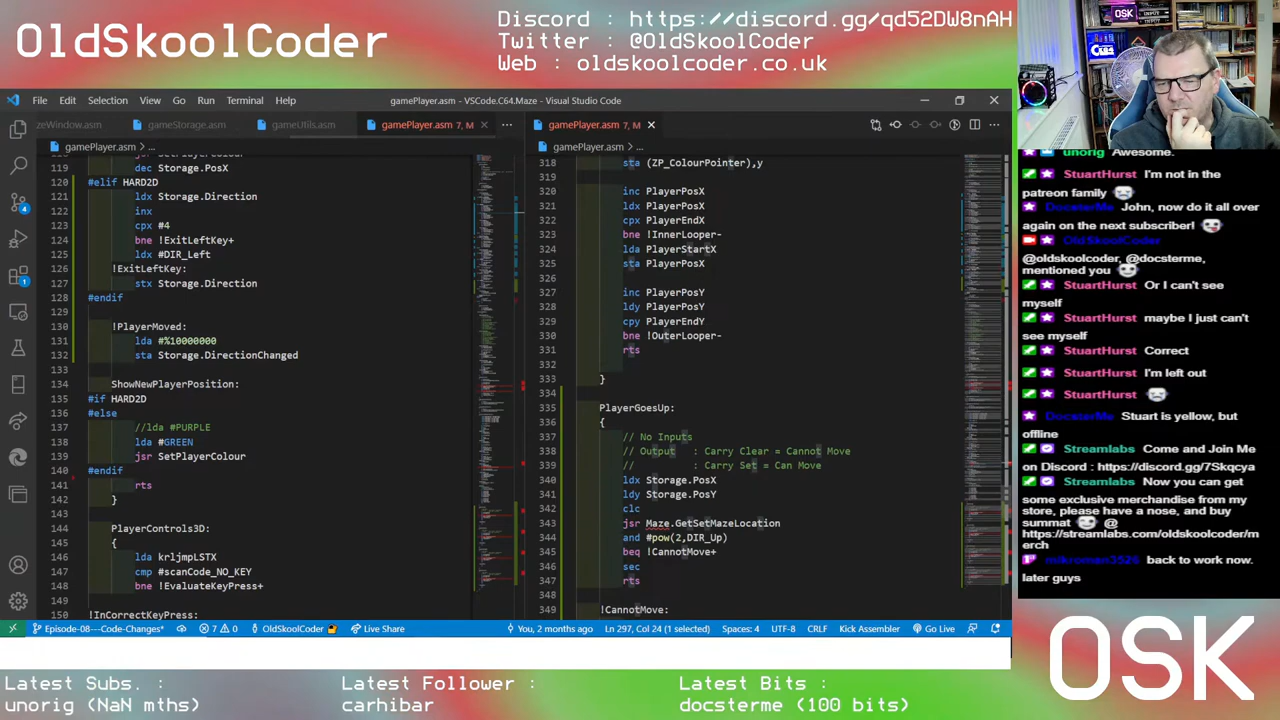 OldSkoolCoder
Discord : https://discord.gg/qd52DW8nAH
Twitter : @OldSkoolCoder
Web : oldskoolcoder.co.uk
File Edit Selection View Go Run Terminal Help
gamePlayer.asm - VSCode.C64.Maze - Visual Studio Code
zeWindow.asm gameStorage.asm gameUtils.asm gamePlayer.asm 7, M
gamePlayer.asm > ...
120 dec Storage.PosX
120 #elif HARD2D
121 ldx Storage.Direction
122 inx
123 cpx #4
124 bne !ExitLeftKey+
125 ldx #DIR_Left
126 !ExitLeftKey:
127 stx Storage.Direction
128 #endif
129
130 !PlayerMoved:
131 lda #%10000000
132 sta Storage.DirectionChanged
133
134 ShowNewPlayerPosition:
135 #if HARD2D
136 #else
137 //lda #PURPLE
138 lda #GREEN
139 jsr SetPlayerColour
140 #endif
141 rts
142 }
143
144 PlayerControls3D:
145 {
146 lda krljmpLSTX
147 cmp #scanCode_NO_KEY
148 bne !EvaluateKeyPress+
149
150 !InCorrectKeyPress:
gamePlayer.asm 7, M
gamePlayer.asm > ...
318 sta (ZP_ColourPointer),y
319
320 inc PlayerPosX
321 ldx PlayerPosX
322 cpx PlayerEndX
323 bne !InnerLooper-
324 lda PlayerStartX
325 sta PlayerPosX
326
327 inc PlayerPosY
328 ldy PlayerPosY
329 cpy PlayerEndY
330 bne !OuterLooper-
331 rts
332
333 }
334
335 PlayerGoesUp:
336 {
337 // No Inputs
338 // Output : Carry Clear = Cannot Move
339 // Carry Set = Can Move
340 ldx Storage.PosX
341 ldy Storage.PosY
342 clc
343 jsr Maze.GetSetMazeLocation
344 and #pow(2,DIR_Up)
345 beq !CannotMove+
346 sec
347 rts
348
349 !CannotMove:
Episode-08---Code-Changes* 7 0 OldSkoolCoder Live Share
You, 2 months ago Ln 297, Col 24 (1 selected) Spaces: 4 UTF-8 CRLF Kick Assembler Go Live
unorig Awesome.
StuartHurst I'm not in the
patreon family
DocsterMe John, now do it all over
again on the next subscriber!
OldSkoolCoder
@oldskoolcoder, @docsterme,
mentioned you
StuartHurst Or I can't see
myself
StuartHurst maybe I just can't
see myself
StuartHurst Correct
StuartHurst I'm left out
StuartHurst
DocsterMe Stuart is yellow, but
offline
Streamlabs Come and Join Me
on Discord : https://discord.gg/7Skqcya
Streamlabs Now you can get
some exclusive merchandise from my
store, please have a nose, and buy
summat @
https://streamlabs.com/oldskoolcoder/m
erch
mikroman3526 back to work now.
later guys
OSK
Latest Subs. :
unorig (NaN mths)
Latest Follower :
carhibar
Latest Bits :
docsterme (100 bits)